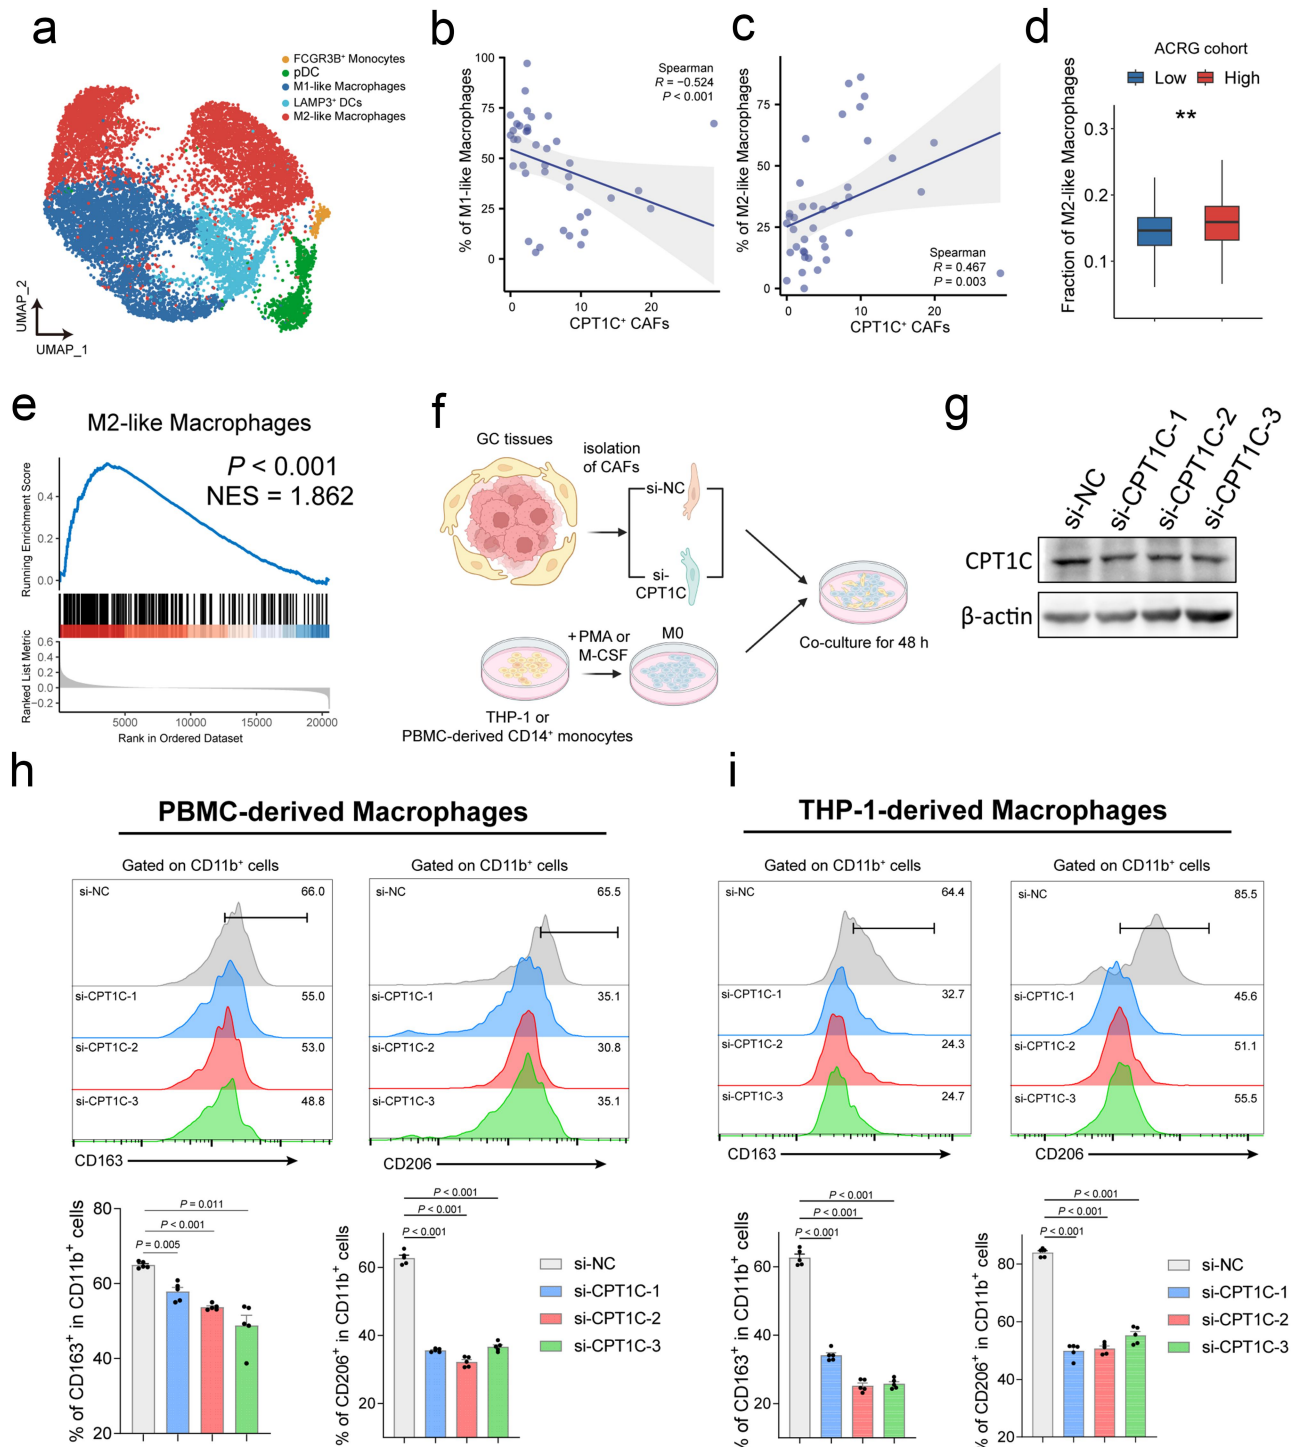 a
FCGR3B⁺ Monocytes
pDC
M1-like Macrophages
LAMP3⁺ DCs
M2-like Macrophages
UMAP_2
UMAP_1
b
% of M1-like Macrophages
100
75
50
25
0
Spearman
R = −0.524
P < 0.001
0
10
20
CPT1C⁺ CAFs
c
% of M2-like Macrophages
75
50
25
0
Spearman
R = 0.467
P = 0.003
0
10
20
CPT1C⁺ CAFs
d
ACRG cohort
Low
High
Fraction of M2-like Macrophages
0.3
0.2
0.1
**
e
M2-like Macrophages
P < 0.001
NES = 1.862
Running Enrichment Score
0.4
0.2
0.0
Ranked List Metric
0.6
0.4
0.2
0.0
−0.2
5000
10000
15000
20000
Rank in Ordered Dataset
f
GC tissues
isolation
of CAFs
si-NC
si-
CPT1C
+PMA or
M-CSF
M0
THP-1 or
PBMC-derived CD14⁺ monocytes
Co-culture for 48 h
g
si-NC
si-CPT1C-1
si-CPT1C-2
si-CPT1C-3
CPT1C
β-actin
h
PBMC-derived Macrophages
Gated on CD11b⁺ cells
si-NC 66.0
si-CPT1C-1 55.0
si-CPT1C-2 53.0
si-CPT1C-3 48.8
CD163
Gated on CD11b⁺ cells
si-NC 65.5
si-CPT1C-1 35.1
si-CPT1C-2 30.8
si-CPT1C-3 35.1
CD206
% of CD163⁺ in CD11b⁺ cells
80
60
40
20
P = 0.011
P < 0.001
P = 0.005
% of CD206⁺ in CD11b⁺ cells
60
40
20
P < 0.001
P < 0.001
P < 0.001
si-NC
si-CPT1C-1
si-CPT1C-2
si-CPT1C-3
i
THP-1-derived Macrophages
Gated on CD11b⁺ cells
si-NC 64.4
si-CPT1C-1 32.7
si-CPT1C-2 24.3
si-CPT1C-3 24.7
CD163
Gated on CD11b⁺ cells
si-NC 85.5
si-CPT1C-1 45.6
si-CPT1C-2 51.1
si-CPT1C-3 55.5
CD206
% of CD163⁺ in CD11b⁺ cells
60
40
20
P < 0.001
P < 0.001
P < 0.001
% of CD206⁺ in CD11b⁺ cells
80
60
40
20
P < 0.001
P < 0.001
P < 0.001
si-NC
si-CPT1C-1
si-CPT1C-2
si-CPT1C-3